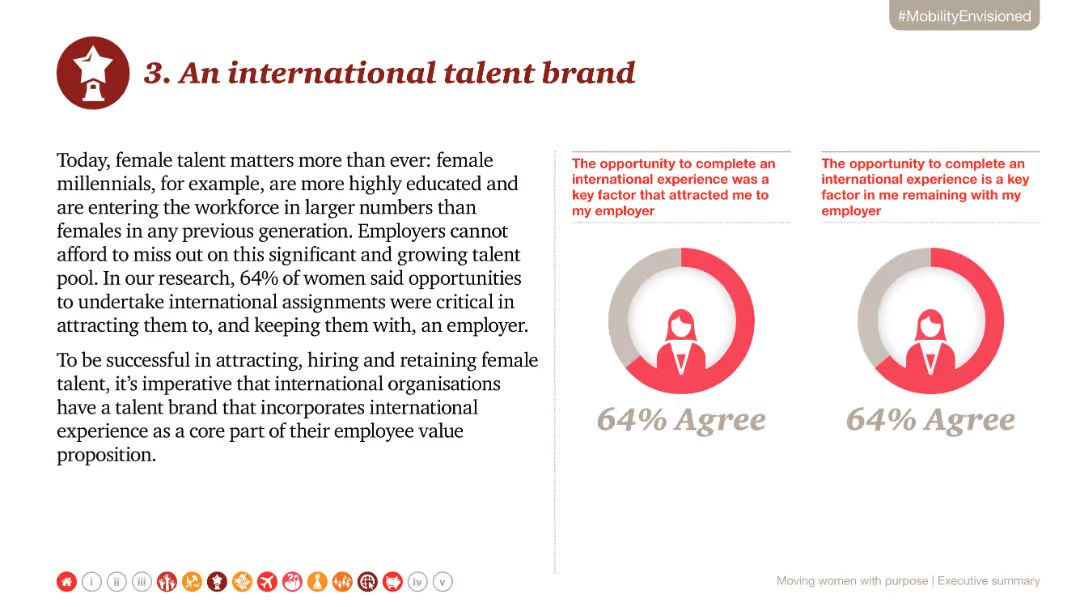 #MobilityEnvisioned
3. An international talent brand
Today, female talent matters more than ever: female
millennials, for example, are more highly educated and
are entering the workforce in larger numbers than
females in any previous generation. Employers cannot
afford to miss out on this significant and growing talent
pool. In our research, 64% of women said opportunities
to undertake international assignments were critical in
attracting them to, and keeping them with, an employer.
To be successful in attracting, hiring and retaining female
talent, it’s imperative that international organisations
have a talent brand that incorporates international
experience as a core part of their employee value
proposition.
The opportunity to complete an
international experience was a
key factor that attracted me to
my employer
64% Agree
The opportunity to complete an
international experience is a key
factor in me remaining with my
employer
64% Agree
i ii iii iv v
Moving women with purpose | Executive summary